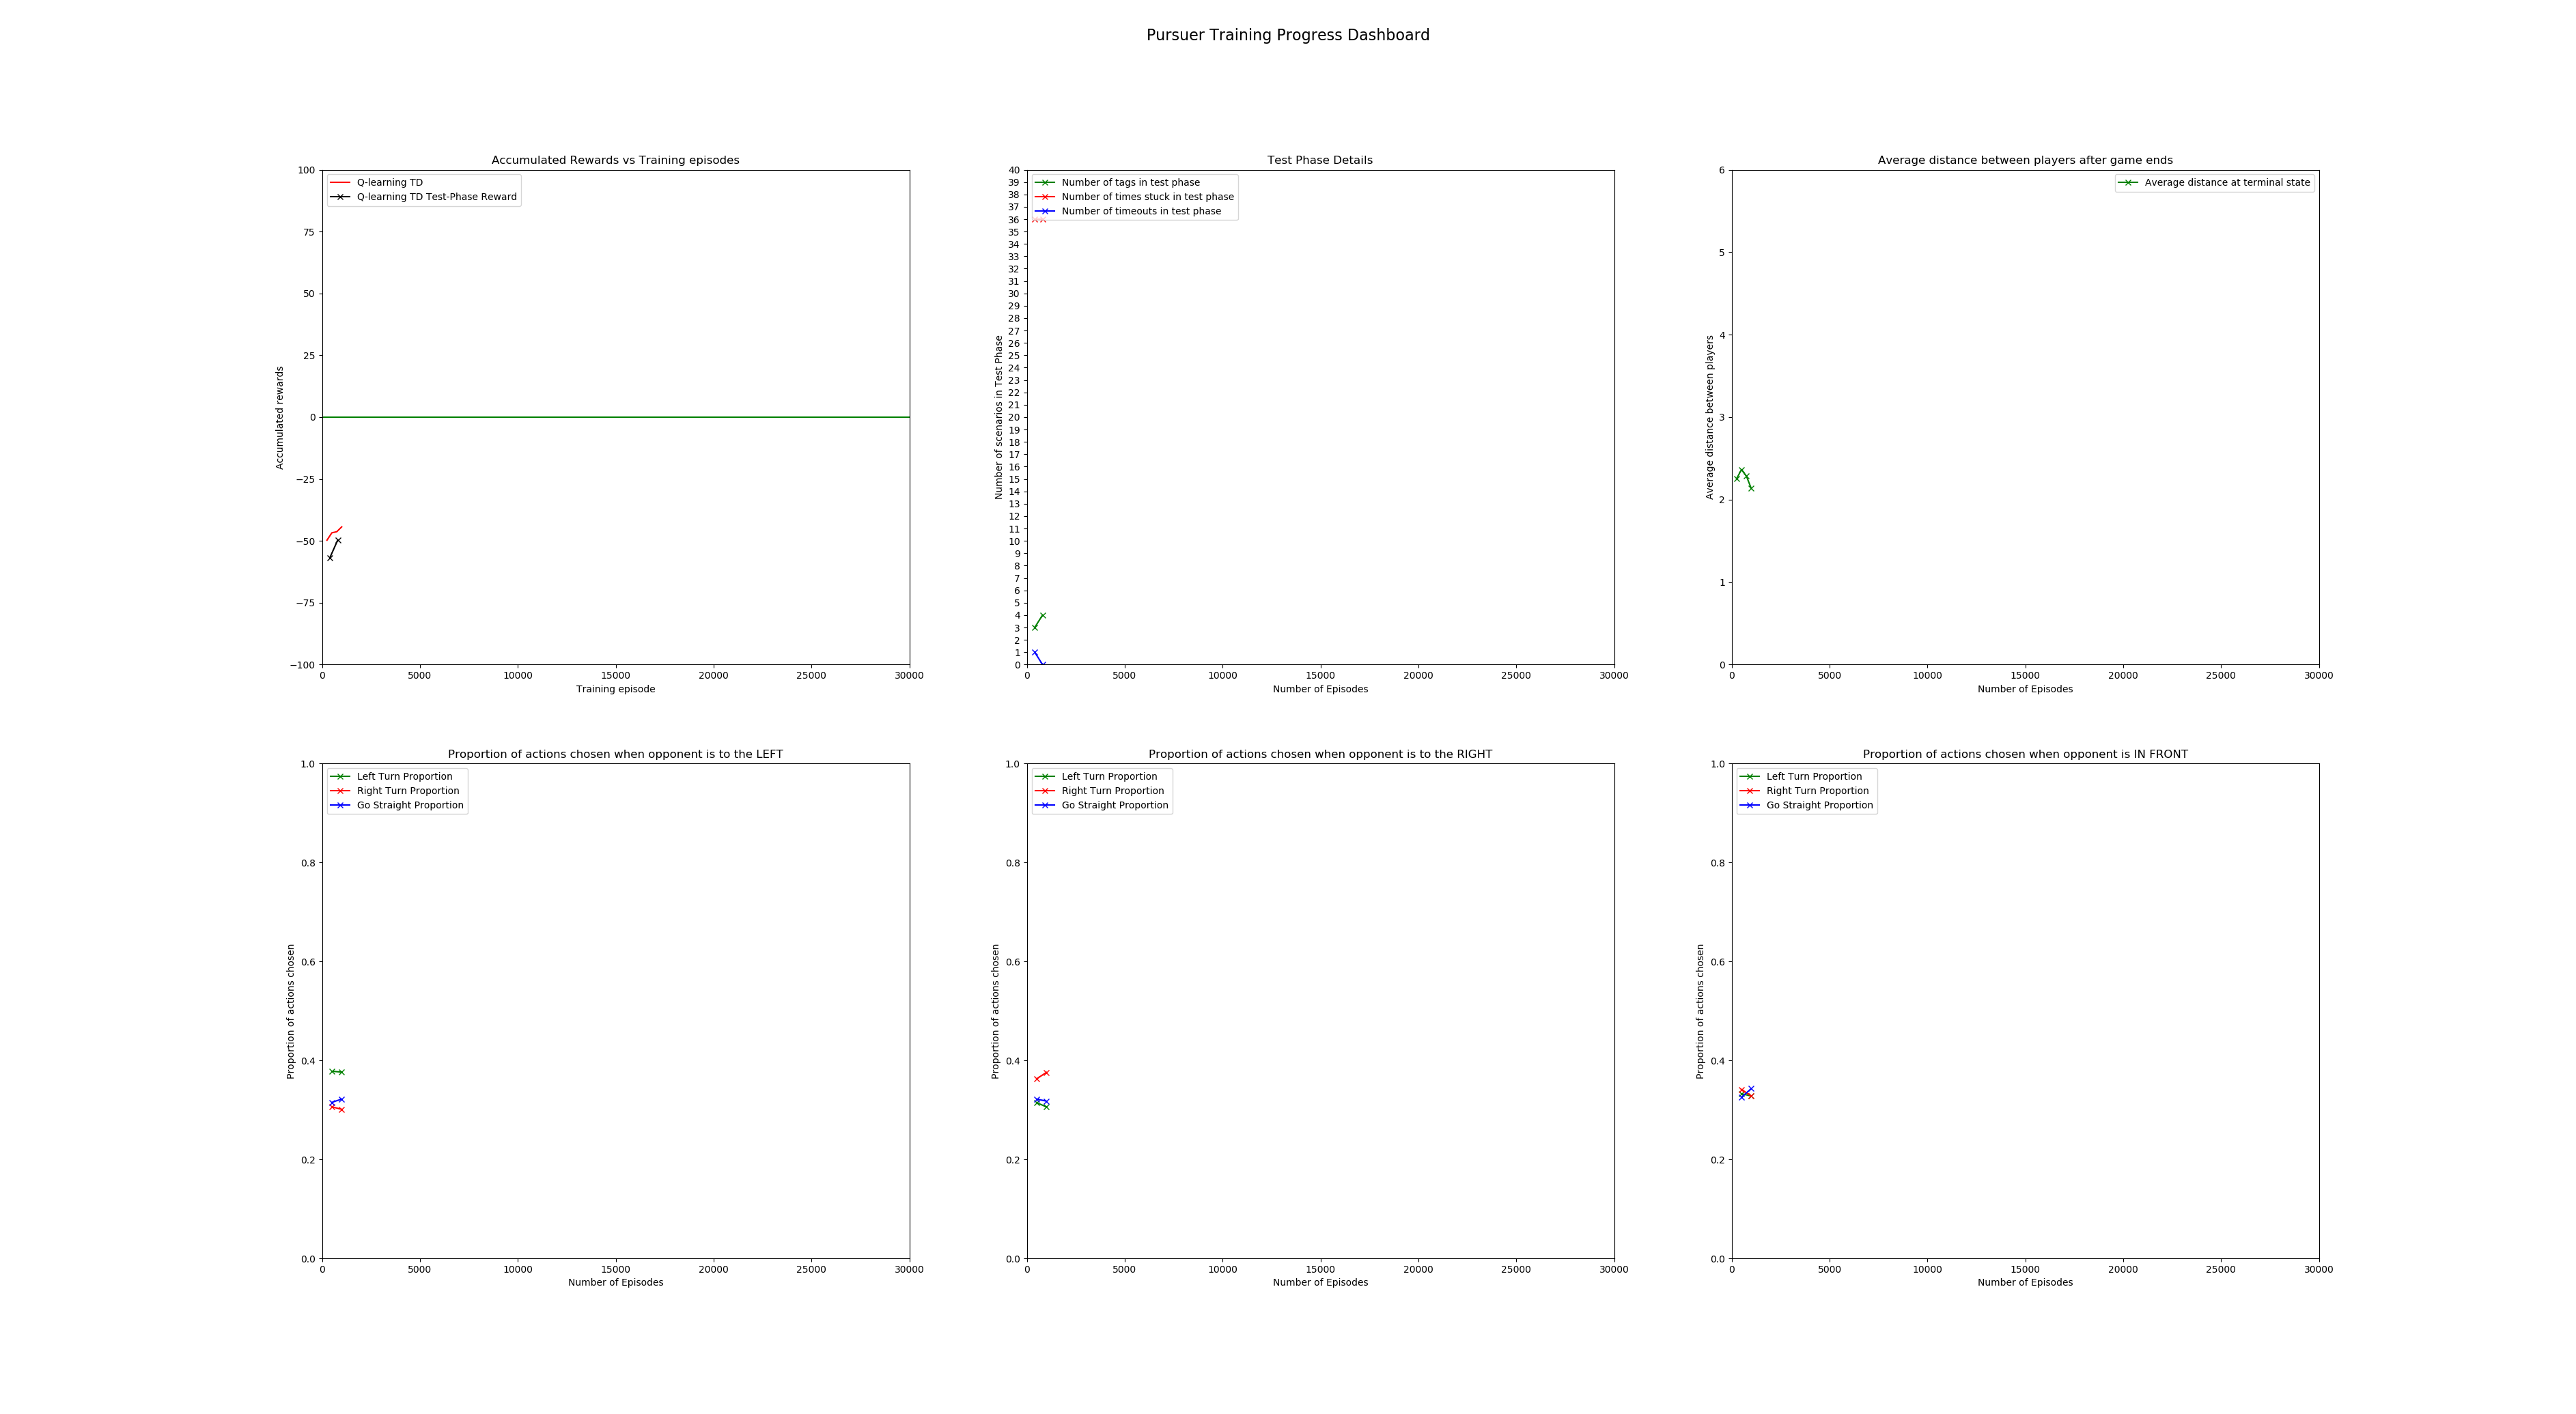 Pursuer Training Progress Dashboard
Accumulated Rewards vs Training episodes
Q-learning TD
Q-learning TD Test-Phase Reward
100
75
50
25
0
−25
−50
−75
−100
Accumulated rewards
0 5000 10000 15000 20000 25000 30000
Training episode
Test Phase Details
Number of tags in test phase
Number of times stuck in test phase
Number of timeouts in test phase
40
39
38
37
36
35
34
33
32
31
30
29
28
27
26
25
24
23
22
21
20
19
18
17
16
15
14
13
12
11
10
9
8
7
6
5
4
3
2
1
0
Number of scenarios in Test Phase
0 5000 10000 15000 20000 25000 30000
Number of Episodes
Average distance between players after game ends
Average distance at terminal state
6
5
4
3
2
1
0
Average distance between players
0 5000 10000 15000 20000 25000 30000
Number of Episodes
Proportion of actions chosen when opponent is to the LEFT
Left Turn Proportion
Right Turn Proportion
Go Straight Proportion
1.0
0.8
0.6
0.4
0.2
0.0
Proportion of actions chosen
0 5000 10000 15000 20000 25000 30000
Number of Episodes
Proportion of actions chosen when opponent is to the RIGHT
Left Turn Proportion
Right Turn Proportion
Go Straight Proportion
1.0
0.8
0.6
0.4
0.2
0.0
Proportion of actions chosen
0 5000 10000 15000 20000 25000 30000
Number of Episodes
Proportion of actions chosen when opponent is IN FRONT
Left Turn Proportion
Right Turn Proportion
Go Straight Proportion
1.0
0.8
0.6
0.4
0.2
0.0
Proportion of actions chosen
0 5000 10000 15000 20000 25000 30000
Number of Episodes